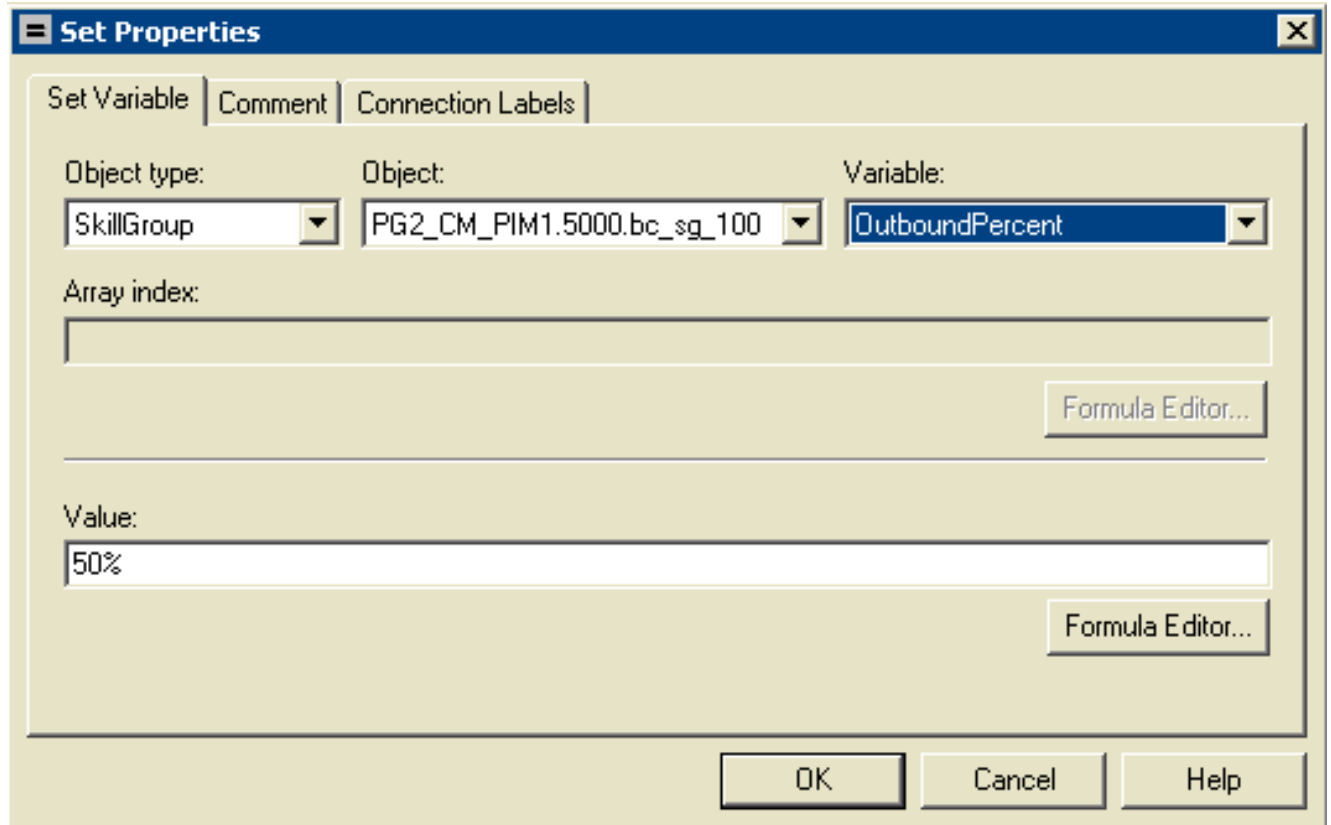 Set Properties
Set Variable Comment Connection Labels
Object type: Object: Variable:
SkillGroup PG2_CM_PIM1.5000.bc_sg_100 OutboundPercent
Array index:
Formula Editor...
Value:
50%
Formula Editor...
OK Cancel Help